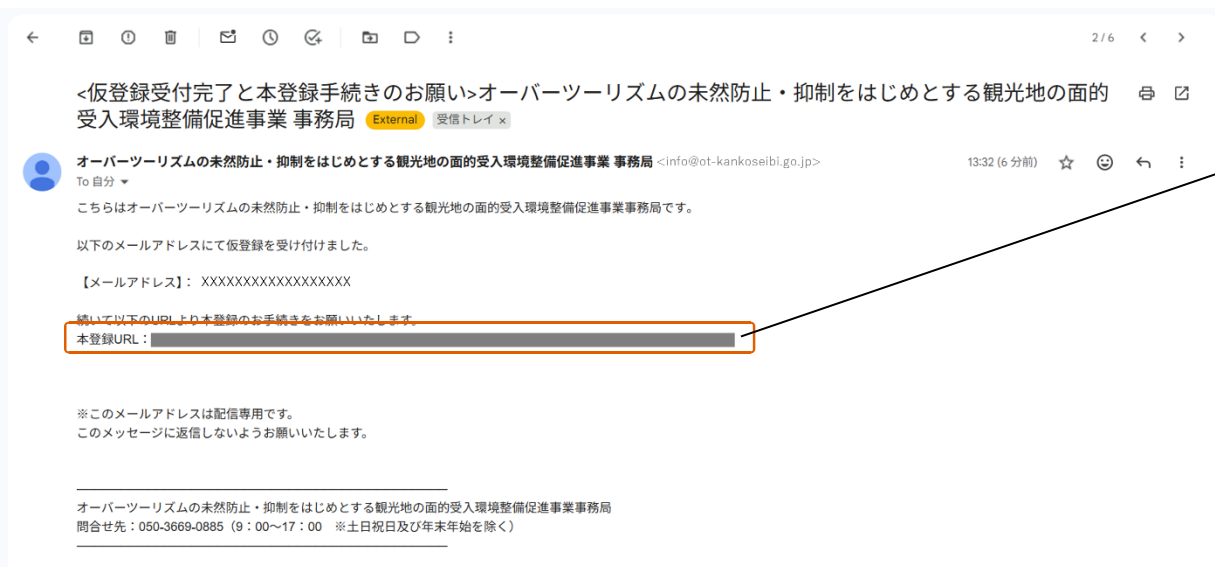 2/6
<仮登録受付完了と本登録手続きのお願い>オーバーツーリズムの未然防止・抑制をはじめとする観光地の面的
受入環境整備促進事業 事務局 External 受信トレイ ×
オーバーツーリズムの未然防止・抑制をはじめとする観光地の面的受入環境整備促進事業 事務局 <info@ot-kankoseibi.go.jp> 13:32 (6 分前)
To 自分
こちらはオーバーツーリズムの未然防止・抑制をはじめとする観光地の面的受入環境整備促進事業事務局です。
以下のメールアドレスにて仮登録を受け付けました。
【メールアドレス】： XXXXXXXXXXXXXXXXXX
続いて以下のURLより本登録のお手続きをお願いいたします。
本登録URL：
※このメールアドレスは配信専用です。
このメッセージに返信しないようお願いいたします。
オーバーツーリズムの未然防止・抑制をはじめとする観光地の面的受入環境整備促進事業事務局
問合せ先：050-3669-0885（9：00～17：00　※土日祝日及び年末年始を除く）